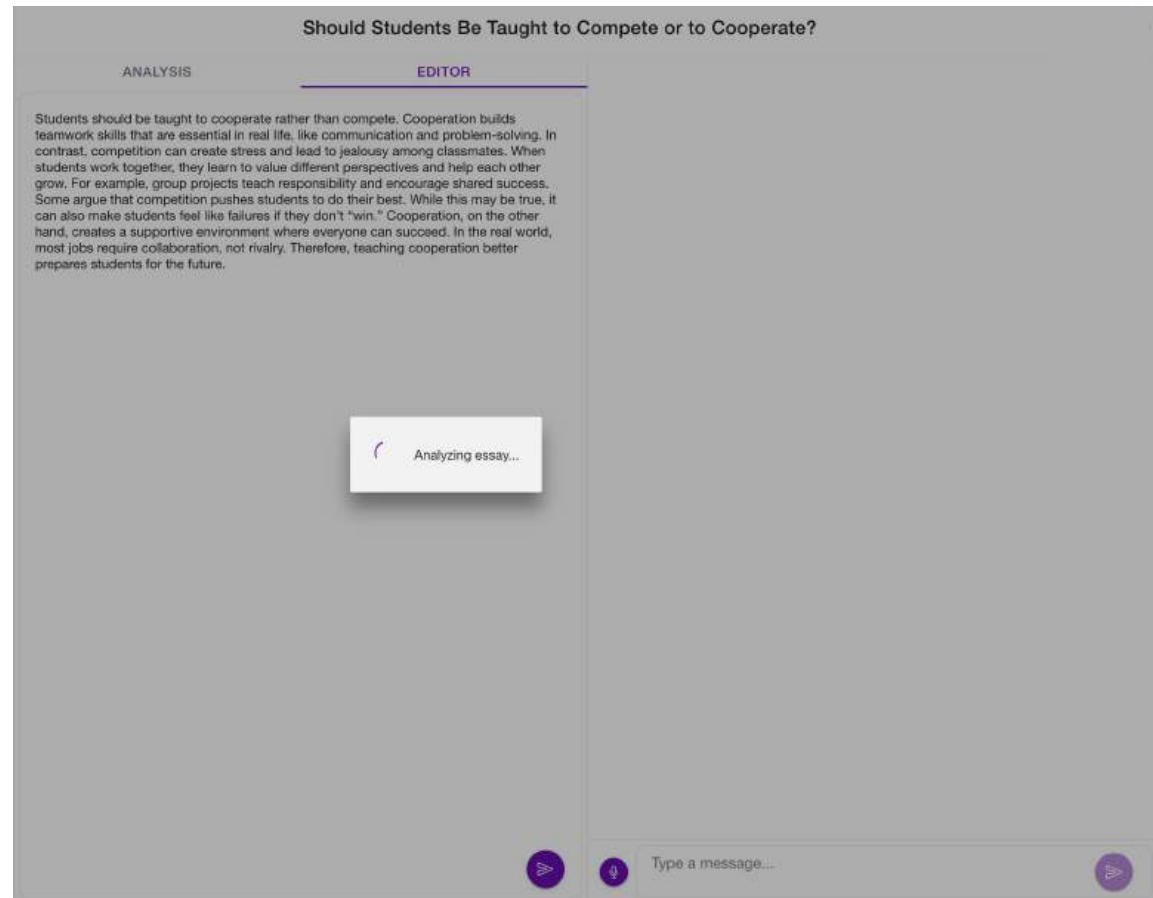 Should Students Be Taught to Compete or to Cooperate?
ANALYSIS
EDITOR
Students should be taught to cooperate rather than compete. Cooperation builds
teamwork skills that are essential in real life, like communication and problem-solving. In
contrast, competition can create stress and lead to jealousy among classmates. When
students work together, they learn to value different perspectives and help each other
grow. For example, group projects teach responsibility and encourage shared success.
Some argue that competition pushes students to do their best. While this may be true, it
can also make students feel like failures if they don't "win." Cooperation, on the other
hand, creates a supportive environment where everyone can succeed. In the real world,
most jobs require collaboration, not rivalry. Therefore, teaching cooperation better
prepares students for the future.
Analyzing essay...
Type a message...